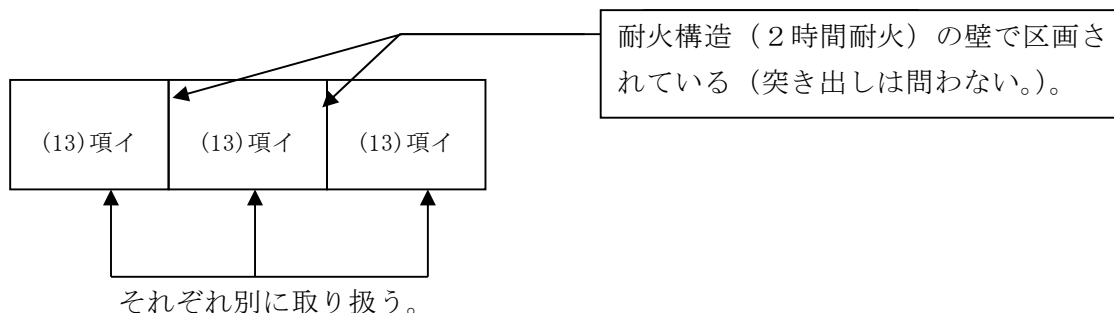 耐火構造（２時間耐火）の壁で区画さ
れている（突き出しは問わない。）。
(13)項イ
(13)項イ
(13)項イ
それぞれ別に取り扱う。